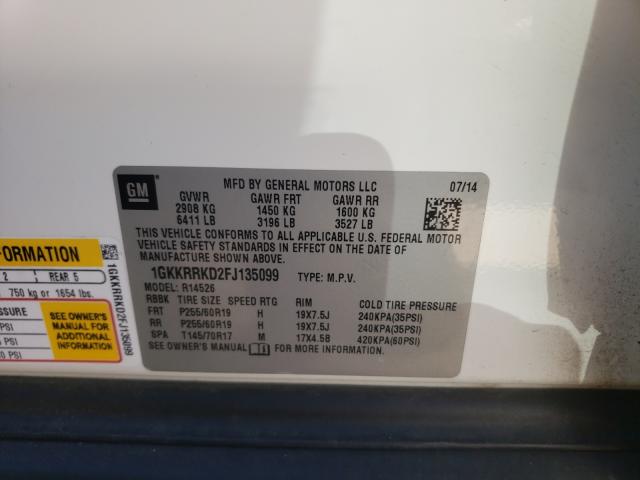 GM
MFD BY GENERAL MOTORS LLC 07/14
GVWR GAWR FRT GAWR RR
2908 KG 1450 KG 1600 KG
6411 LB 3196 LB 3527 LB
THIS VEHICLE CONFORMS TO ALL APPLICABLE U.S. FEDERAL MOTOR
VEHICLE SAFETY STANDARDS IN EFFECT ON THE DATE OF
MANUFACTURE SHOWN ABOVE.
1GKKRRKD2FJ135099 TYPE: M.P.V.
MODEL: R14526
RBBK TIRE SIZE SPEED RTG RIM COLD TIRE PRESSURE
FRT P255/60R19 H 19X7.5J 240KPA(35PSI)
RR P255/60R19 H 19X7.5J 240KPA(35PSI)
SPA T145/70R17 M 17X4.5B 420KPA(60PSI)
SEE OWNER'S MANUAL FOR MORE INFORMATION.
FORMATION
2 REAR 5
750 kg or 1654 lbs.
SEE OWNER'S
MANUAL FOR
ADDITIONAL
INFORMATION
1GKKRRKD2FJ135099